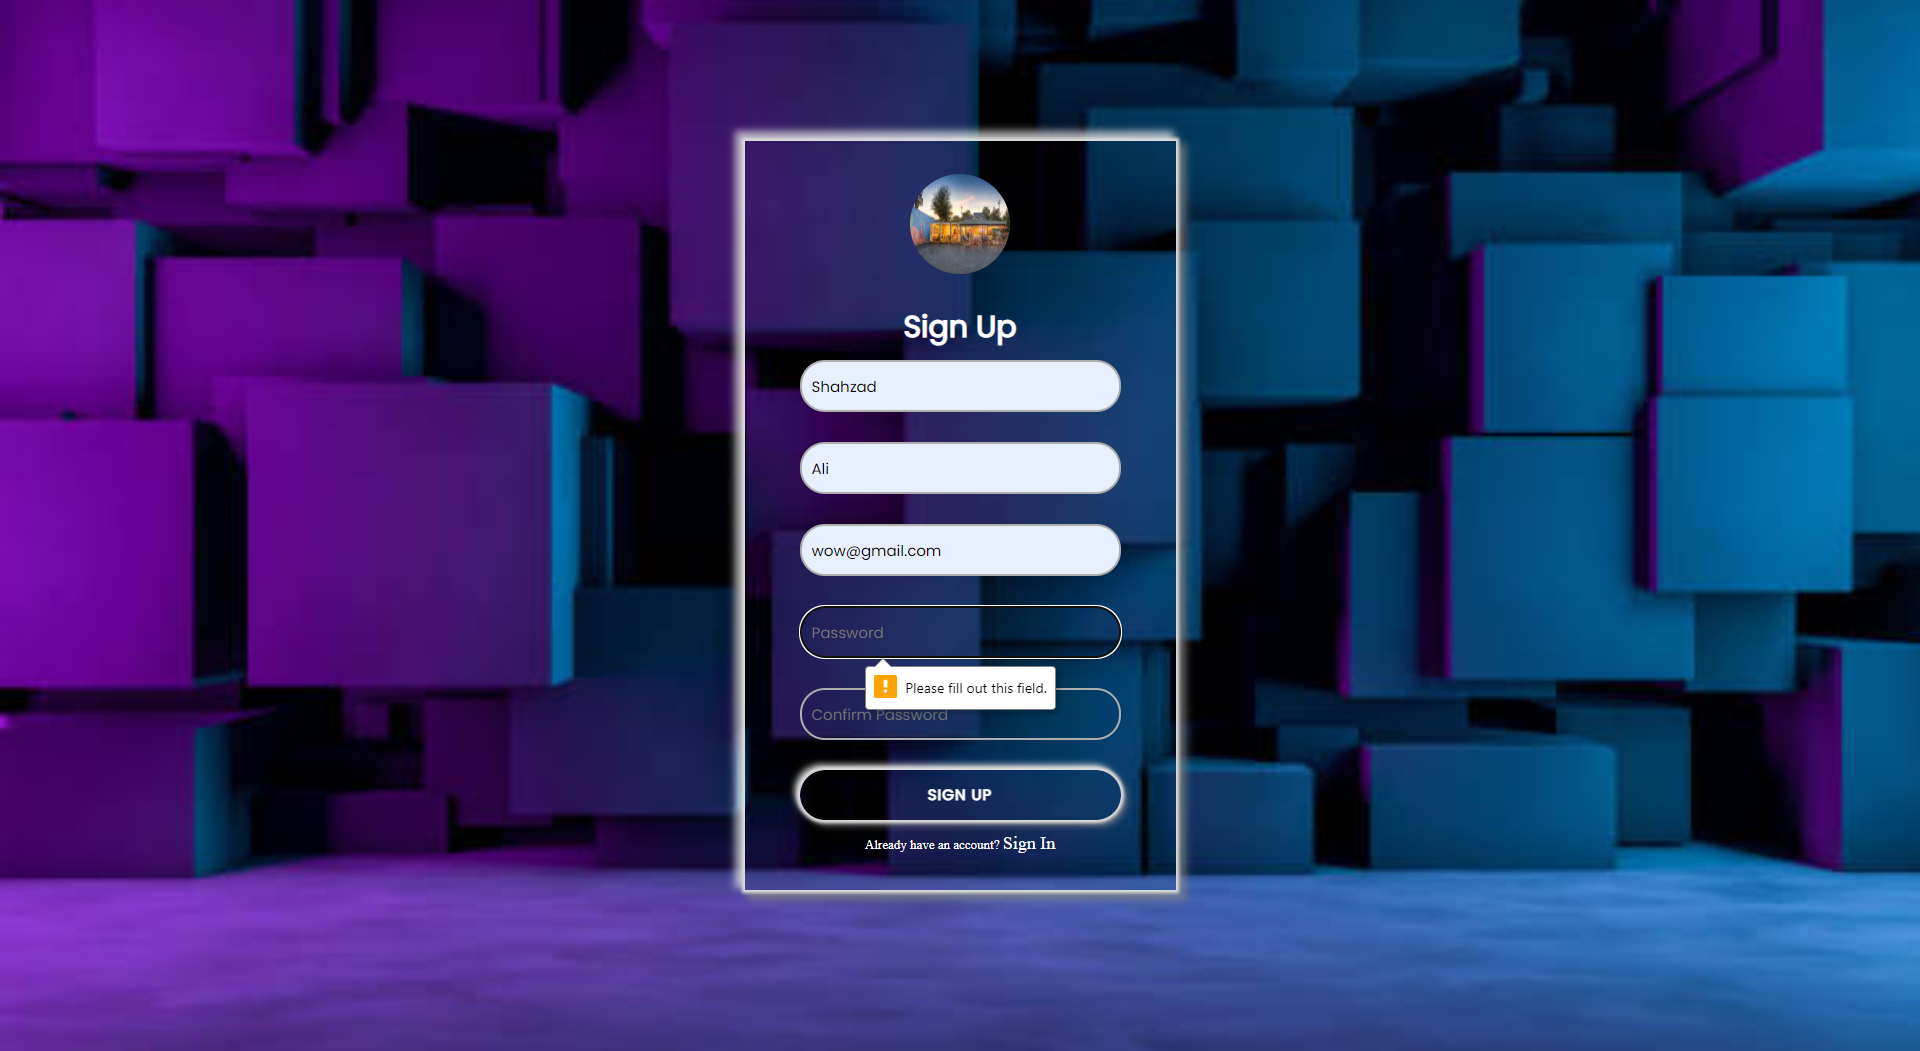 Sign Up
Shahzad
Ali
wow@gmail.com
Password
Please fill out this field.
Confirm Password
SIGN UP
Already have an account? Sign In